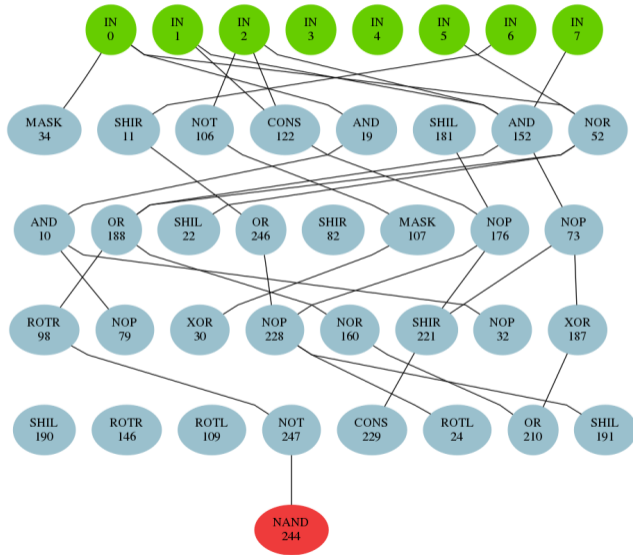 IN
0
IN
1
IN
2
IN
3
IN
4
IN
5
IN
6
IN
7
MASK
34
SHIR
11
NOT
106
CONS
122
AND
19
SHIL
181
AND
152
NOR
52
AND
10
OR
188
SHIL
22
OR
246
SHIR
82
MASK
107
NOP
176
NOP
73
ROTR
98
NOP
79
XOR
30
NOP
228
NOR
160
SHIR
221
NOP
32
XOR
187
SHIL
190
ROTR
146
ROTL
109
NOT
247
CONS
229
ROTL
24
OR
210
SHIL
191
NAND
244